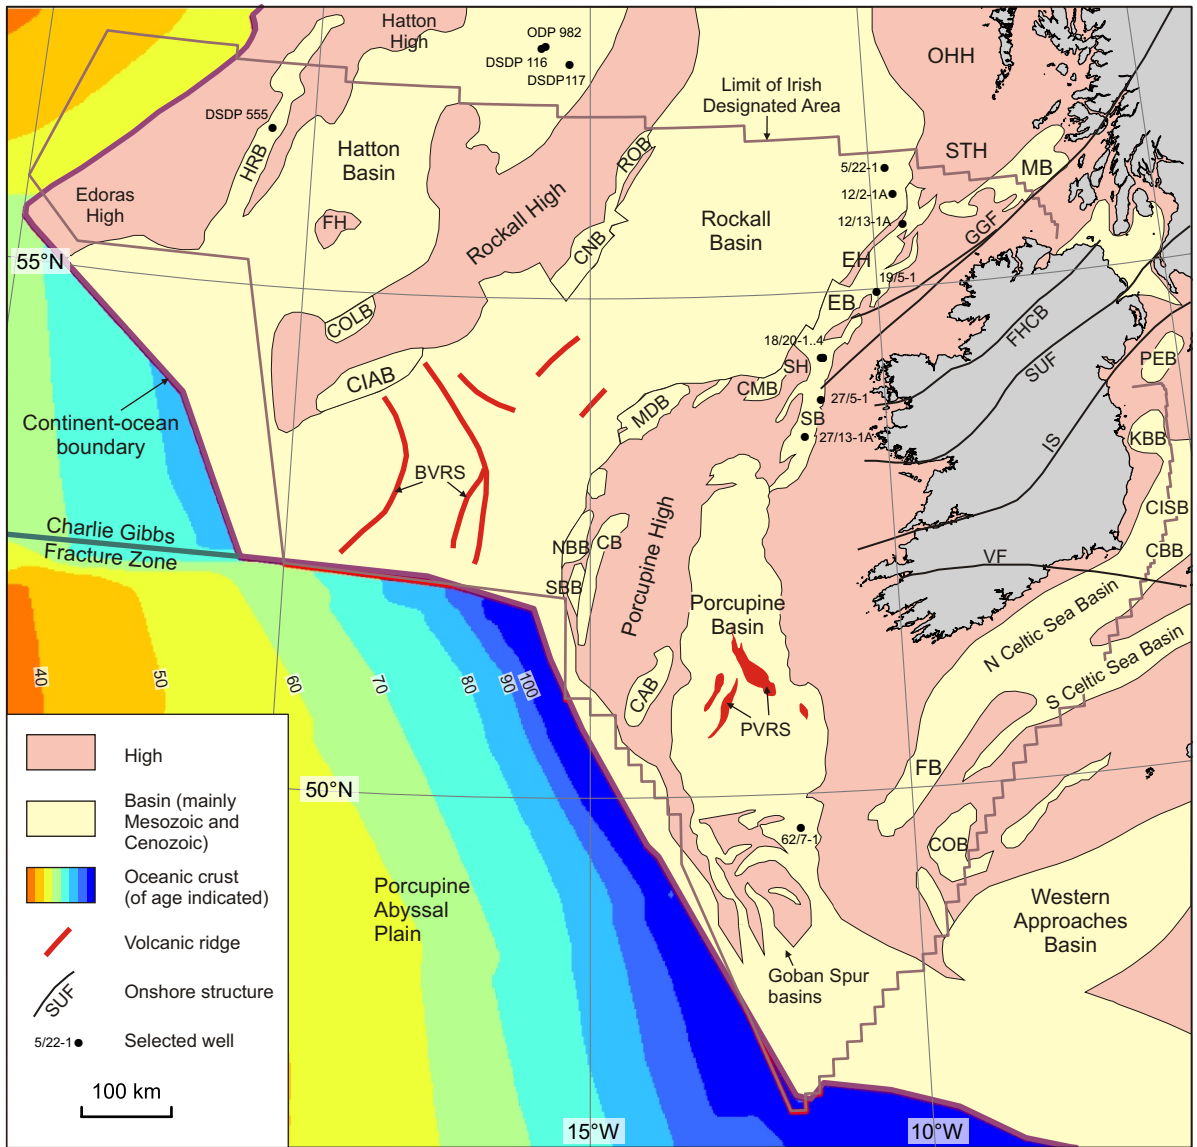 Hatton
High
ODP 982
DSDP 116
DSDP117
OHH
Limit of Irish
Designated Area
DSDP 555
HRB
Hatton
Basin
ROB
STH
MB
5/22-1
12/2-1A
12/13-1A
Edoras
High
FH
Rockall High
Rockall
Basin
GGF
CNB
EH
55°N
19/5-1
EB
COLB
FHCB
18/20-1..4
SUF
PEB
SH
CIAB
CMB
MDB
27/5-1
Continent-ocean
boundary
SB
27/13-1A
IS
KBB
BVRS
CISB
Charlie Gibbs
Fracture Zone
Porcupine High
NBB
CB
CBB
VF
SBB
Porcupine
Basin
N Celtic Sea Basin
S Celtic Sea Basin
40
50
60
70
80
90
100
CAB
PVRS
FB
50°N
62/7-1
COB
Porcupine
Abyssal
Plain
Western
Approaches
Basin
Goban Spur
basins
High
Basin (mainly
Mesozoic and
Cenozoic)
Oceanic crust
(of age indicated)
Volcanic ridge
SUF
Onshore structure
5/22-1
Selected well
100 km
15°W
10°W